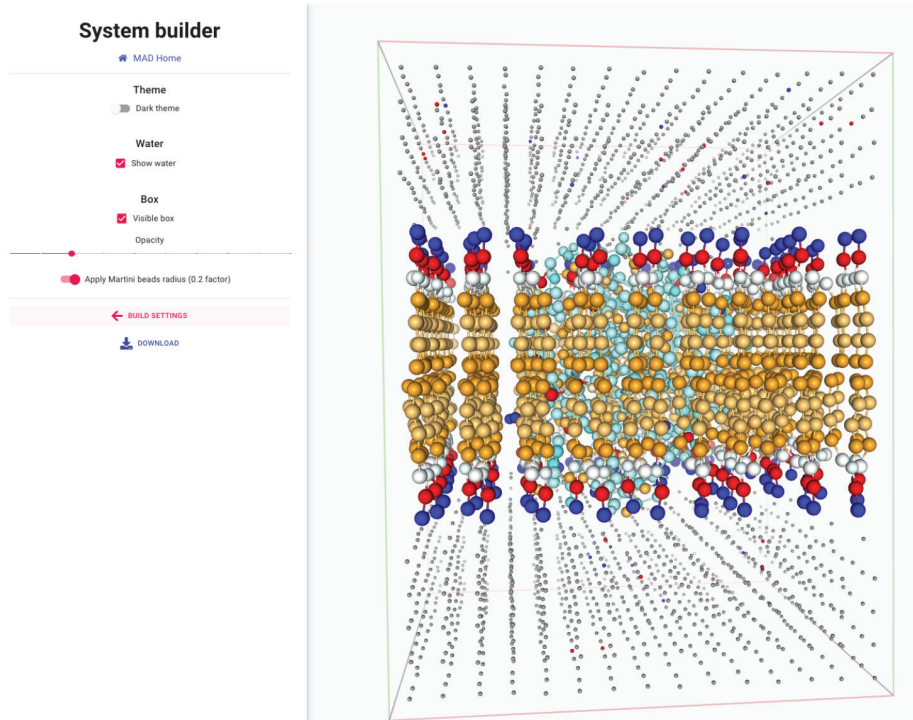 System builder
MAD Home
Theme
Dark theme
Water
Show water
Box
Visible box
Opacity
Apply Martini beads radius (0.2 factor)
BUILD SETTINGS
DOWNLOAD